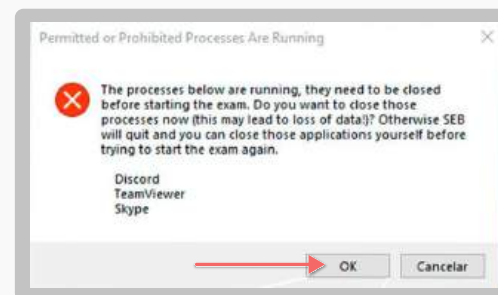 Permitted or Prohibited Processes Are Running
The processes below are running, they need to be closed
before starting the exam. Do you want to close those
processes now (this may lead to loss of data!)? Otherwise SEB
will quit and you can close those applications yourself before
trying to start the exam again.
Discord
TeamViewer
Skype
OK Cancelar